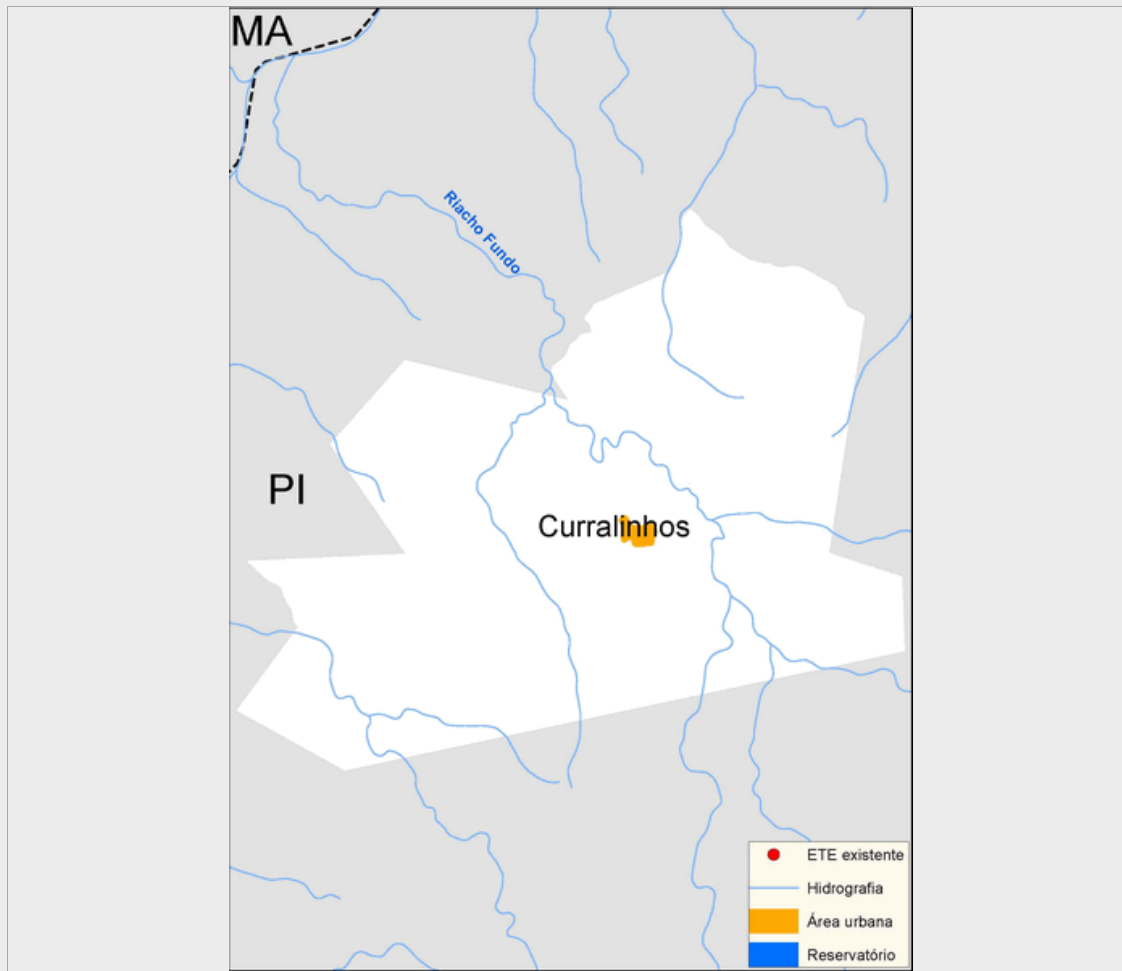 MA
Riacho Fundo
PI
Curralinhos
ETE existente
Hidrografia
Área urbana
Reservatório